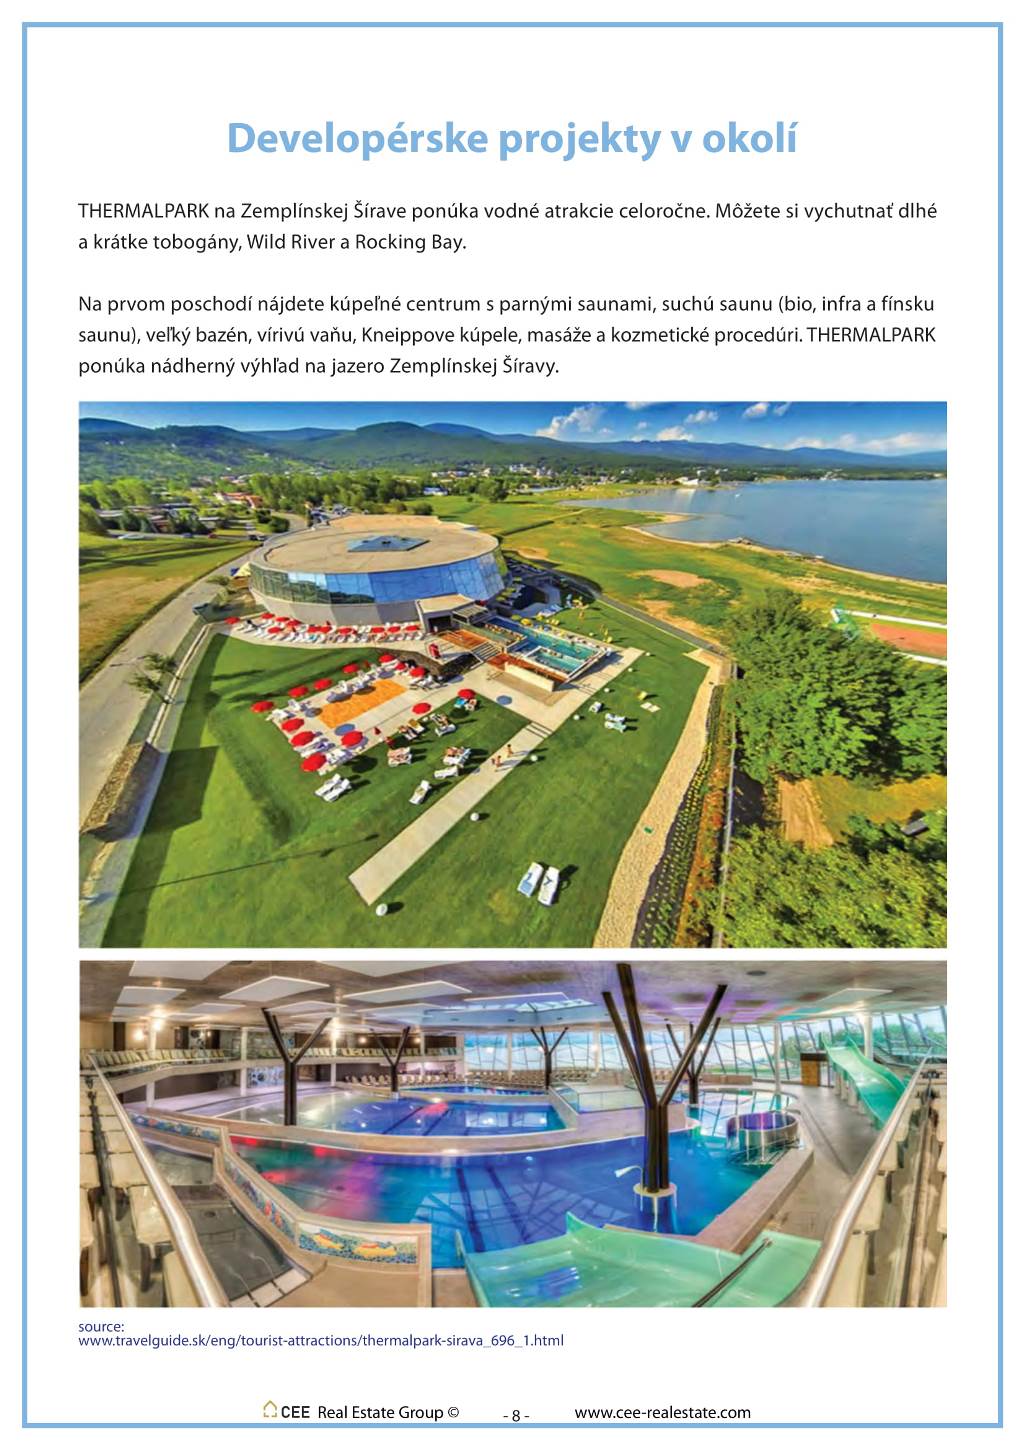 Developérske projekty v okolí
THERMALPARK na Zemplínskej Šírave ponúka vodné atrakcie celoročne. Môžete si vychutnať dlhé
a krátke tobogány, Wild River a Rocking Bay.
Na prvom poschodí nájdete kúpeľné centrum s parnými saunami, suchú saunu (bio, infra a fínsku
saunu), veľký bazén, vírivú vaňu, Kneippove kúpele, masáže a kozmetické procedúri. THERMALPARK
ponúka nádherný výhľad na jazero Zemplínskej Šíravy.
source:
www.travelguide.sk/eng/tourist-attractions/thermalpark-sirava_696_1.html
CEE Real Estate Group © - 8 - www.cee-realestate.com